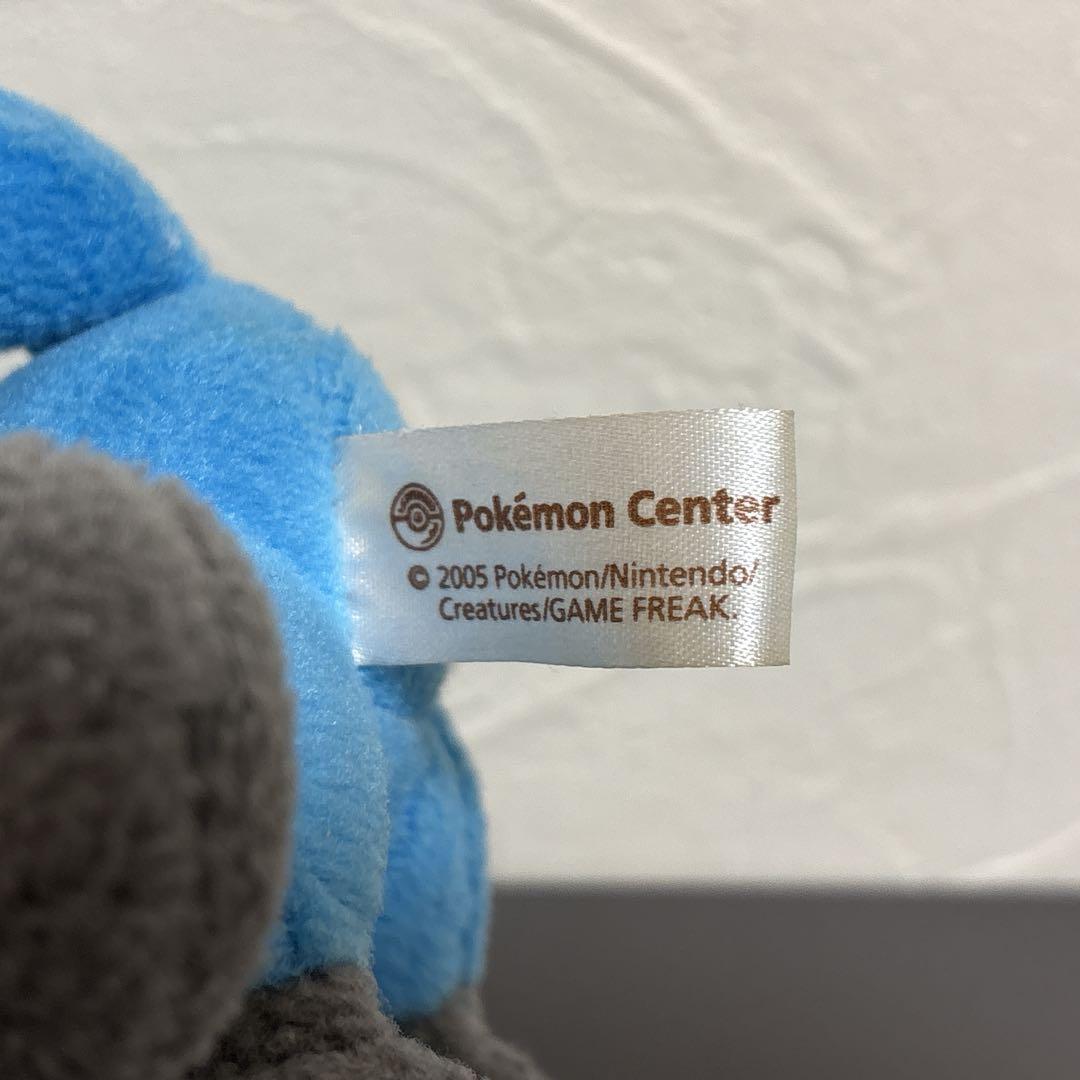 Pokémon Center
© 2005 Pokémon/Nintendo/
Creatures/GAME FREAK.